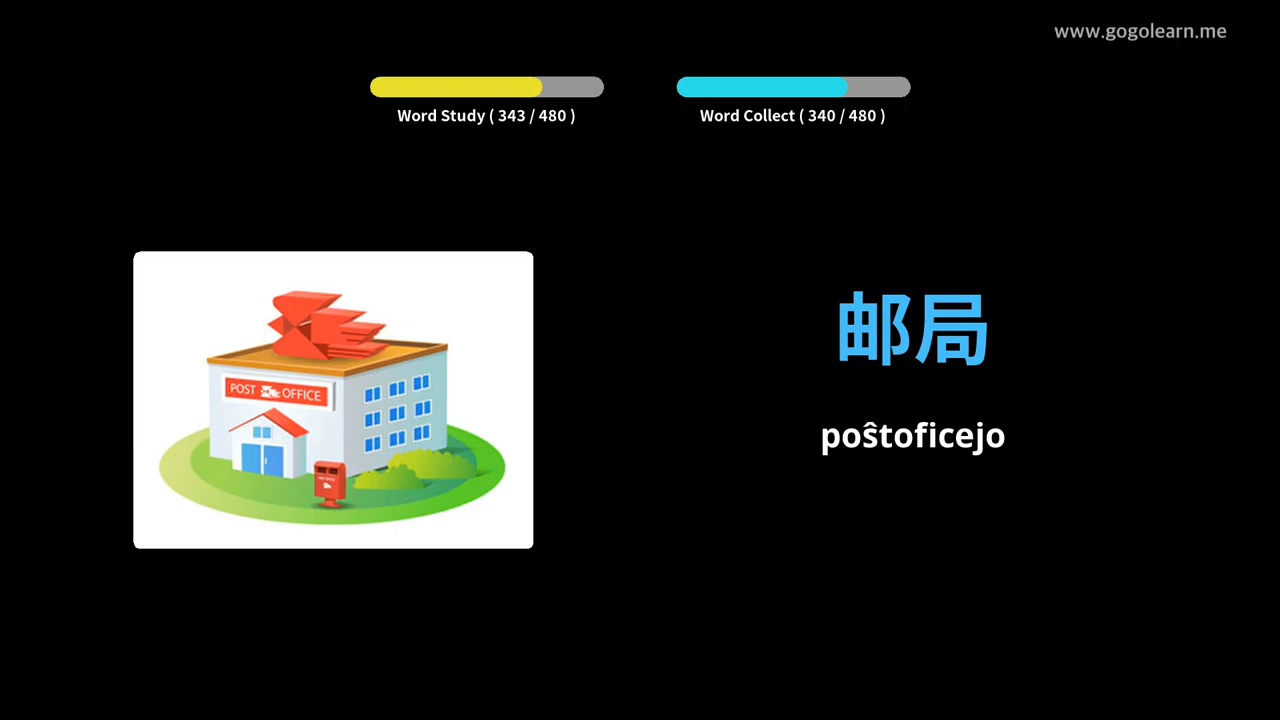 www.gogolearn.me
Word Study ( 343 / 480 )
Word Collect ( 340 / 480 )
POST OFFICE
邮局
poŝtoficejo